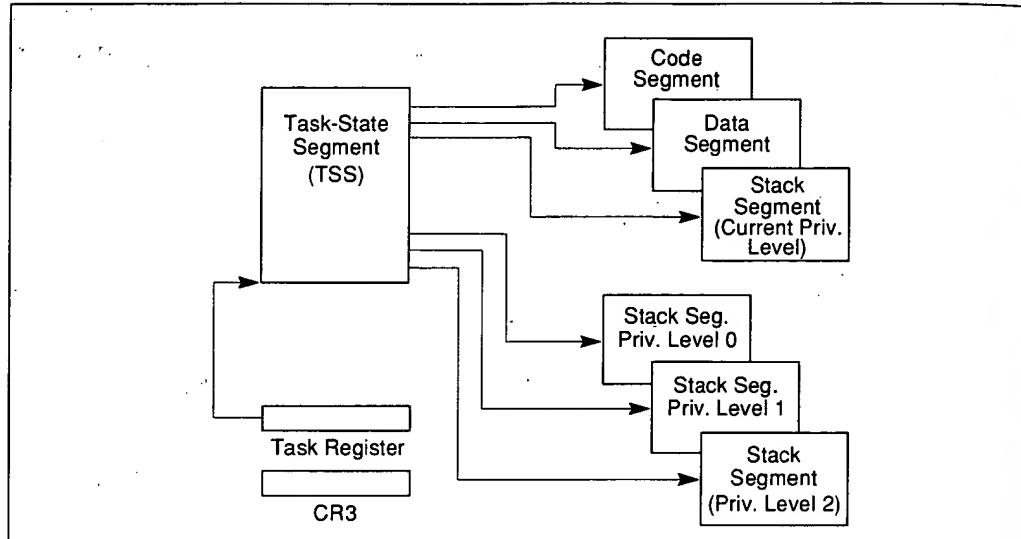 Code
Segment
Task-State
Segment
(TSS)
Data
Segment
Stack
Segment
(Current Priv.
Level)
Stack Seg.
Priv. Level 0
Stack Seg.
Priv. Level 1
Task Register
Stack
Segment
(Priv. Level 2)
CR3